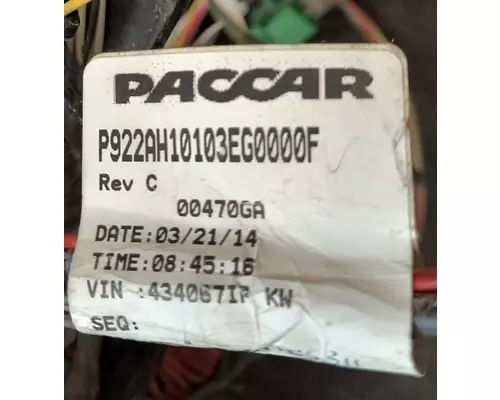 PACCAR
P922AH10103EG0000F
Rev C
00470GA
DATE:03/21/14
TIME:08:45:16
VIN :434067IP KW
SEQ: